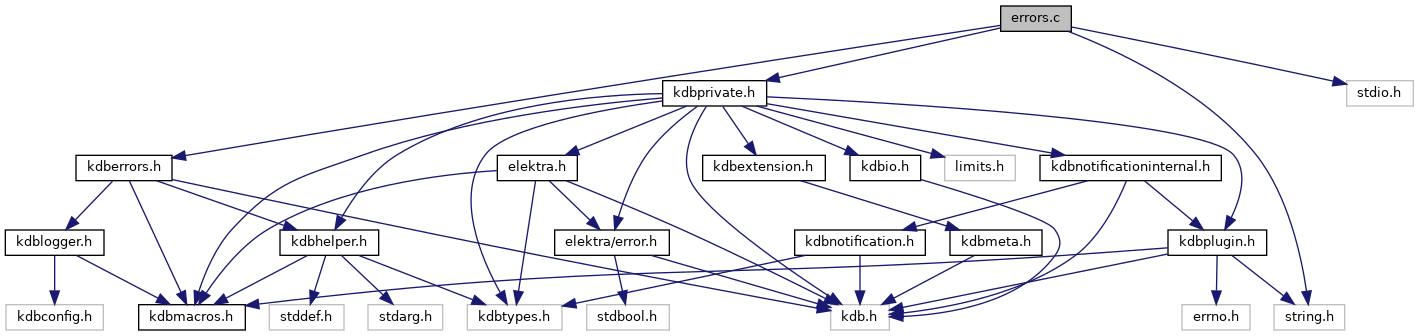 errors.c
kdbprivate.h
stdio.h
kdberrors.h
elektra.h
kdbextension.h
kdbio.h
limits.h
kdbnotificationinternal.h
kdblogger.h
kdbhelper.h
elektra/error.h
kdbnotification.h
kdbmeta.h
kdbplugin.h
kdbconfig.h
kdbmacros.h
stddef.h
stdarg.h
kdbtypes.h
stdbool.h
kdb.h
errno.h
string.h